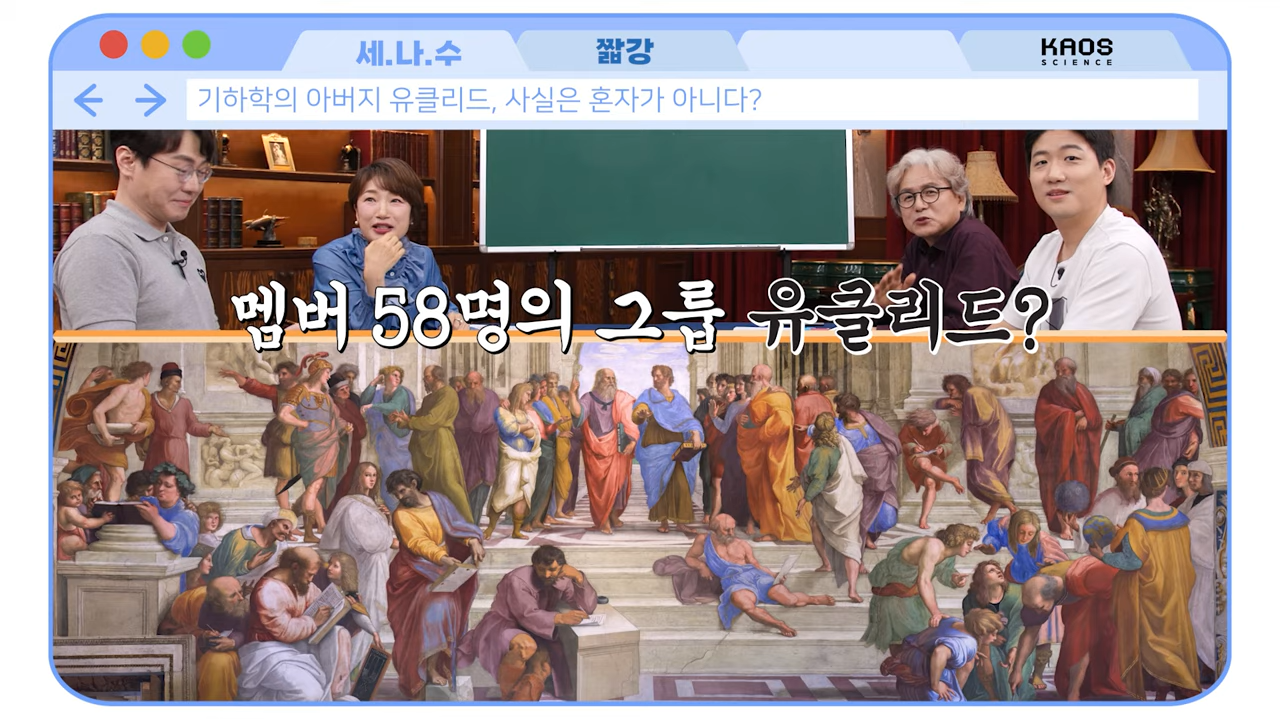 세.나.수
짧강
KAOS
SCIENCE
기하학의 아버지 유클리드, 사실은 혼자가 아니다?
멤버 58명의 그룹 유클리드?